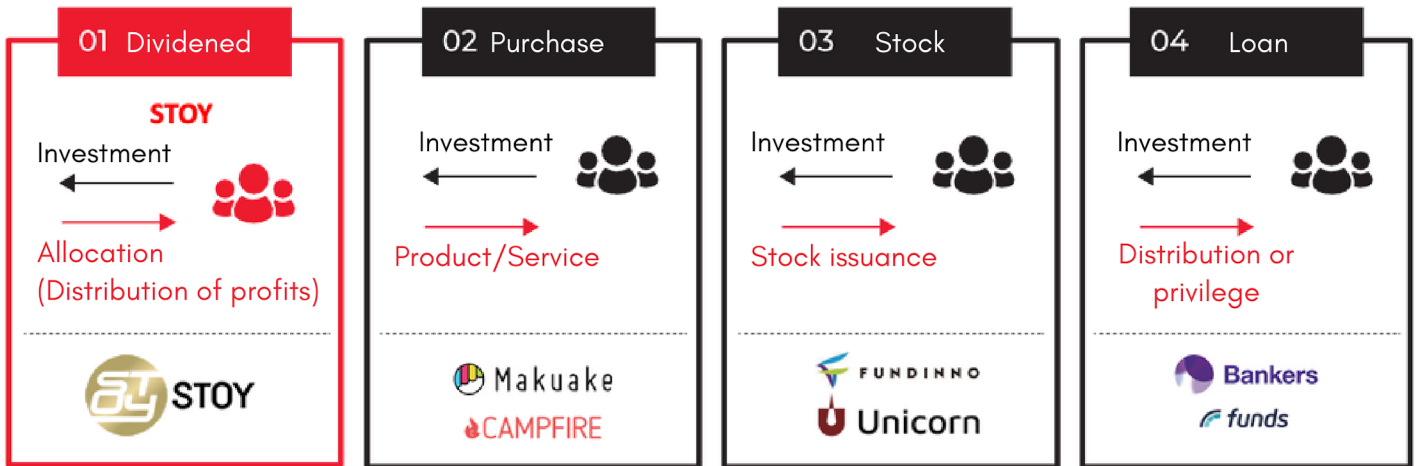 01 Dividened
STOY
Investment
Allocation
(Distribution of profits)
STOY
02 Purchase
Investment
Product/Service
Makuake
CAMPFIRE
03 Stock
Investment
Stock issuance
FUNDINNO
Unicorn
04 Loan
Investment
Distribution or
privilege
Bankers
funds